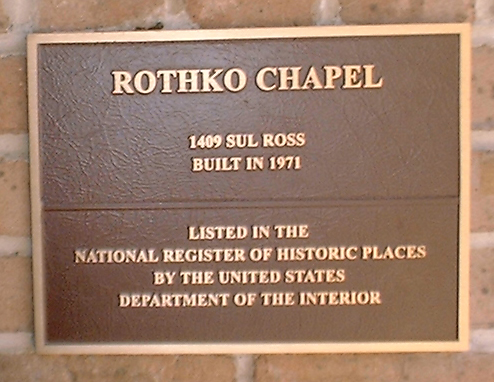 ROTHKO CHAPEL
1409 SUL ROSS
BUILT IN 1971
LISTED IN THE
NATIONAL REGISTER OF HISTORIC PLACES
BY THE UNITED STATES
DEPARTMENT OF THE INTERIOR